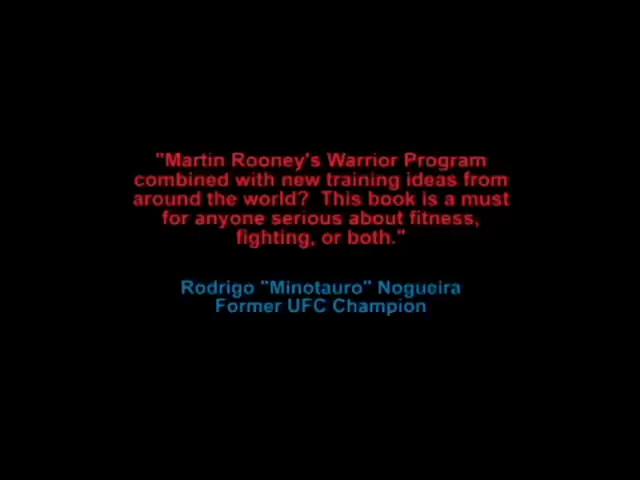 "Martin Rooney's Warrior Program
combined with new training ideas from
around the world?  This book is a must
for anyone serious about fitness,
fighting, or both."
Rodrigo "Minotauro" Nogueira
Former UFC Champion